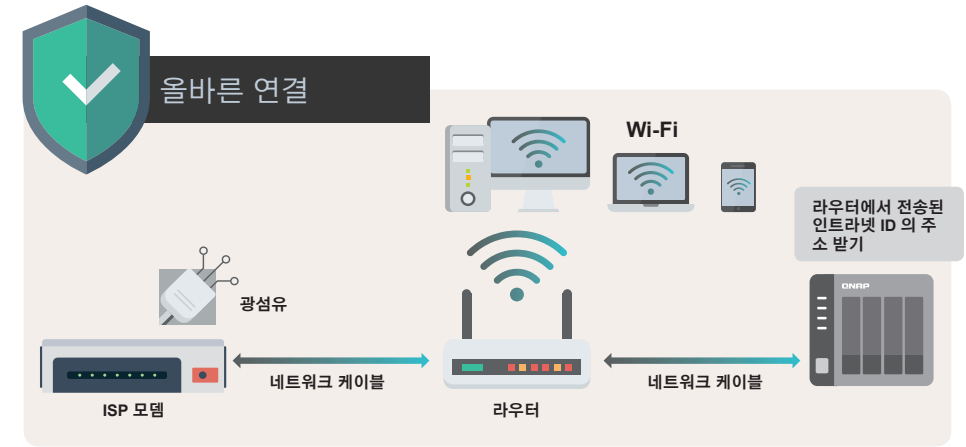 올바른 연결
Wi-Fi
라우터에서 전송된
인트라넷 ID 의 주
소 받기
QNAP
광섬유
네트워크 케이블
네트워크 케이블
ISP 모뎀
라우터